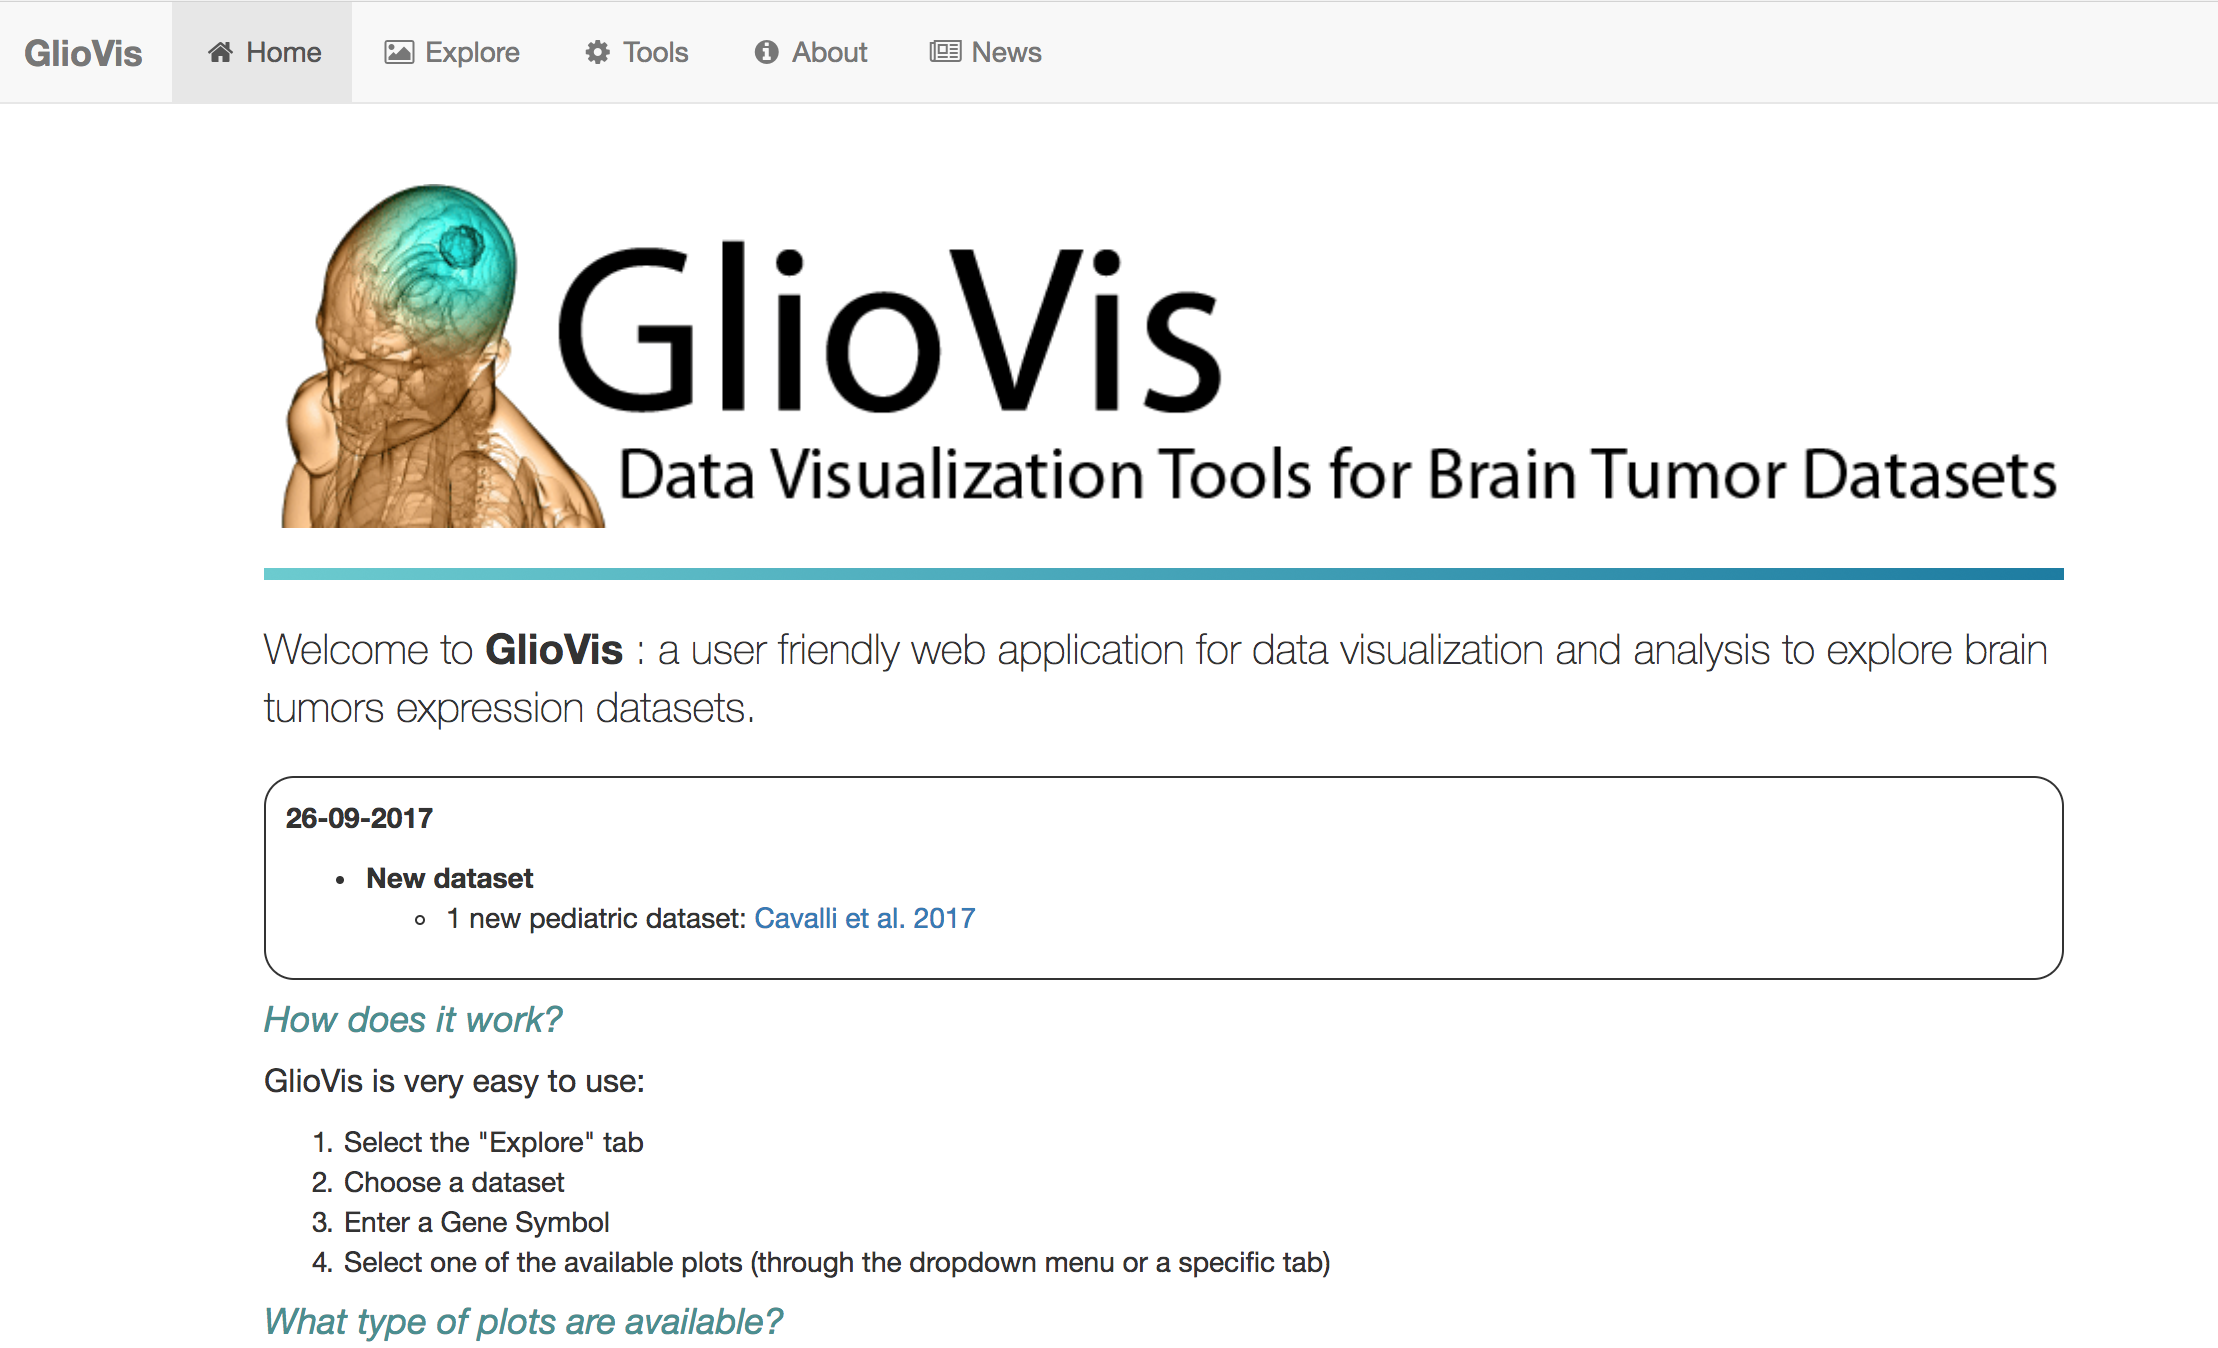 GlioVis Home Explore Tools About News
GlioVis
Data Visualization Tools for Brain Tumor Datasets
Welcome to GlioVis : a user friendly web application for data visualization and analysis to explore brain
tumors expression datasets.
26-09-2017
• New dataset
◦ 1 new pediatric dataset: Cavalli et al. 2017
How does it work?
GlioVis is very easy to use:
1. Select the "Explore" tab
2. Choose a dataset
3. Enter a Gene Symbol
4. Select one of the available plots (through the dropdown menu or a specific tab)
What type of plots are available?